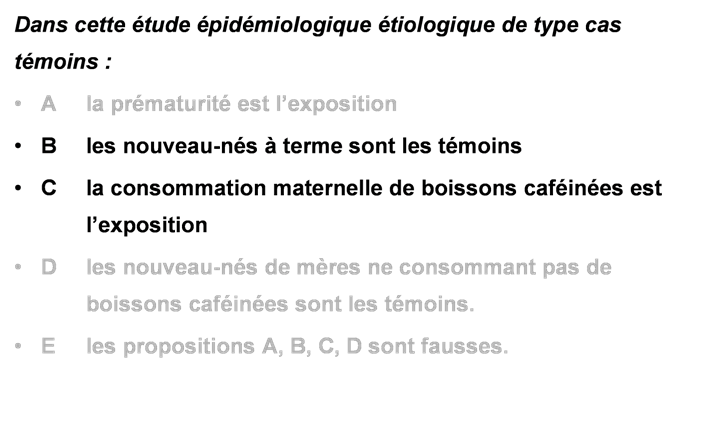 Dans cette étude épidémiologique étiologique de type cas
témoins :
• A la prématurité est l'exposition
• B les nouveau-nés à terme sont les témoins
• C la consommation maternelle de boissons caféinées est
l'exposition
• D les nouveau-nés de mères ne consommant pas de
boissons caféinées sont les témoins.
• E les propositions A, B, C, D sont fausses.